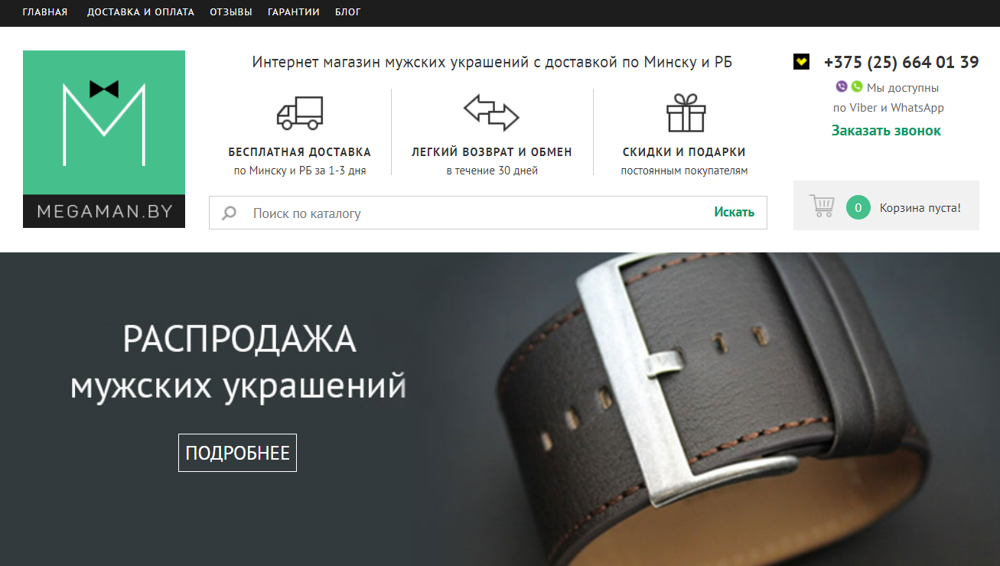 ГЛАВНАЯ ДОСТАВКА И ОПЛАТА ОТЗЫВЫ ГАРАНТИИ БЛОГ
MEGAMAN.BY
Интернет магазин мужских украшений с доставкой по Минску и РБ
БЕСПЛАТНАЯ ДОСТАВКА
по Минску и РБ за 1-3 дня
ЛЕГКИЙ ВОЗВРАТ И ОБМЕН
в течение 30 дней
СКИДКИ И ПОДАРКИ
постоянным покупателям
Поиск по каталогу Искать
+375 (25) 664 01 39
Мы доступны
по Viber и WhatsApp
Заказать звонок
0 Корзина пуста!
РАСПРОДАЖА
мужских украшений
ПОДРОБНЕЕ